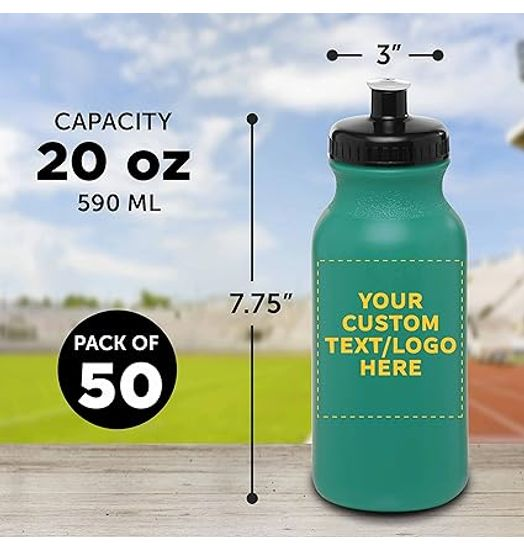 3”
CAPACITY
20 oz
590 ML
7.75”
YOUR
CUSTOM
TEXT/LOGO
HERE
PACK OF
50